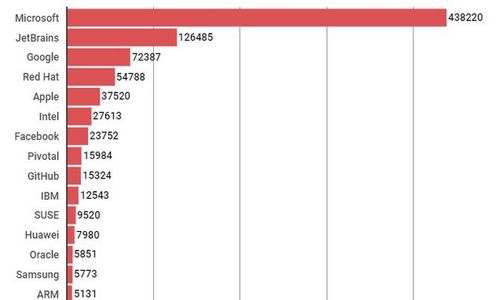 Microsoft 438220
JetBrains 126485
Google 72387
Red Hat 54788
Apple 37520
Intel 27613
Facebook 23752
Pivotal 15984
GitHub 15324
IBM 12543
SUSE 9520
Huawei 7980
Oracle 5851
Samsung 5773
ARM 5131